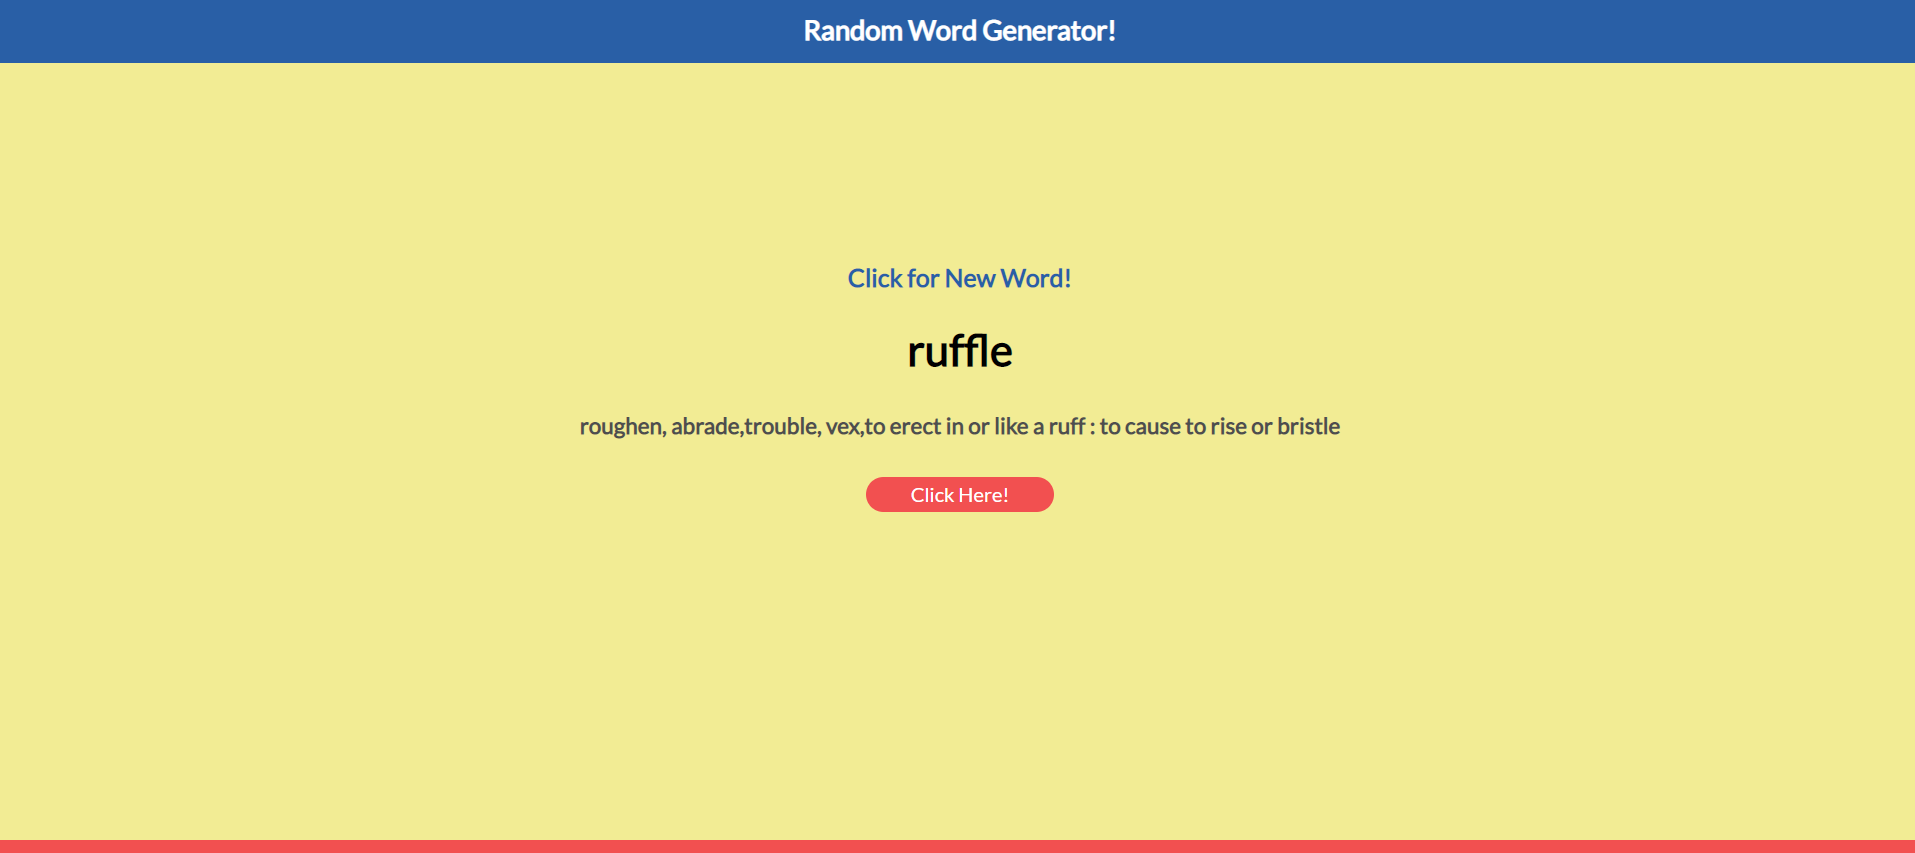 Random Word Generator!
Click for New Word!
ruffle
roughen, abrade,trouble, vex,to erect in or like a ruff : to cause to rise or bristle
Click Here!